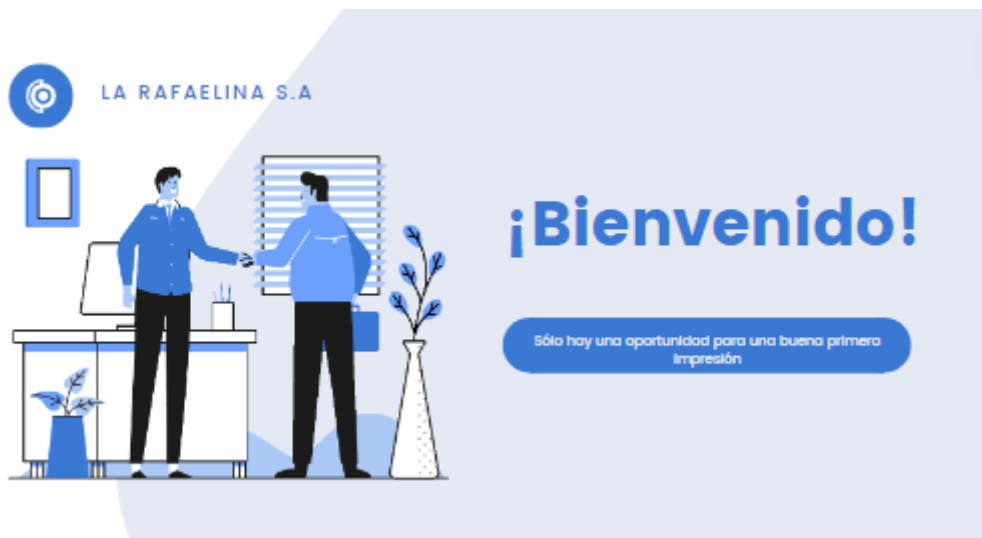 LA RAFAELINA S.A
¡Bienvenido!
Sólo hay una oportunidad para una buena primera
impresión